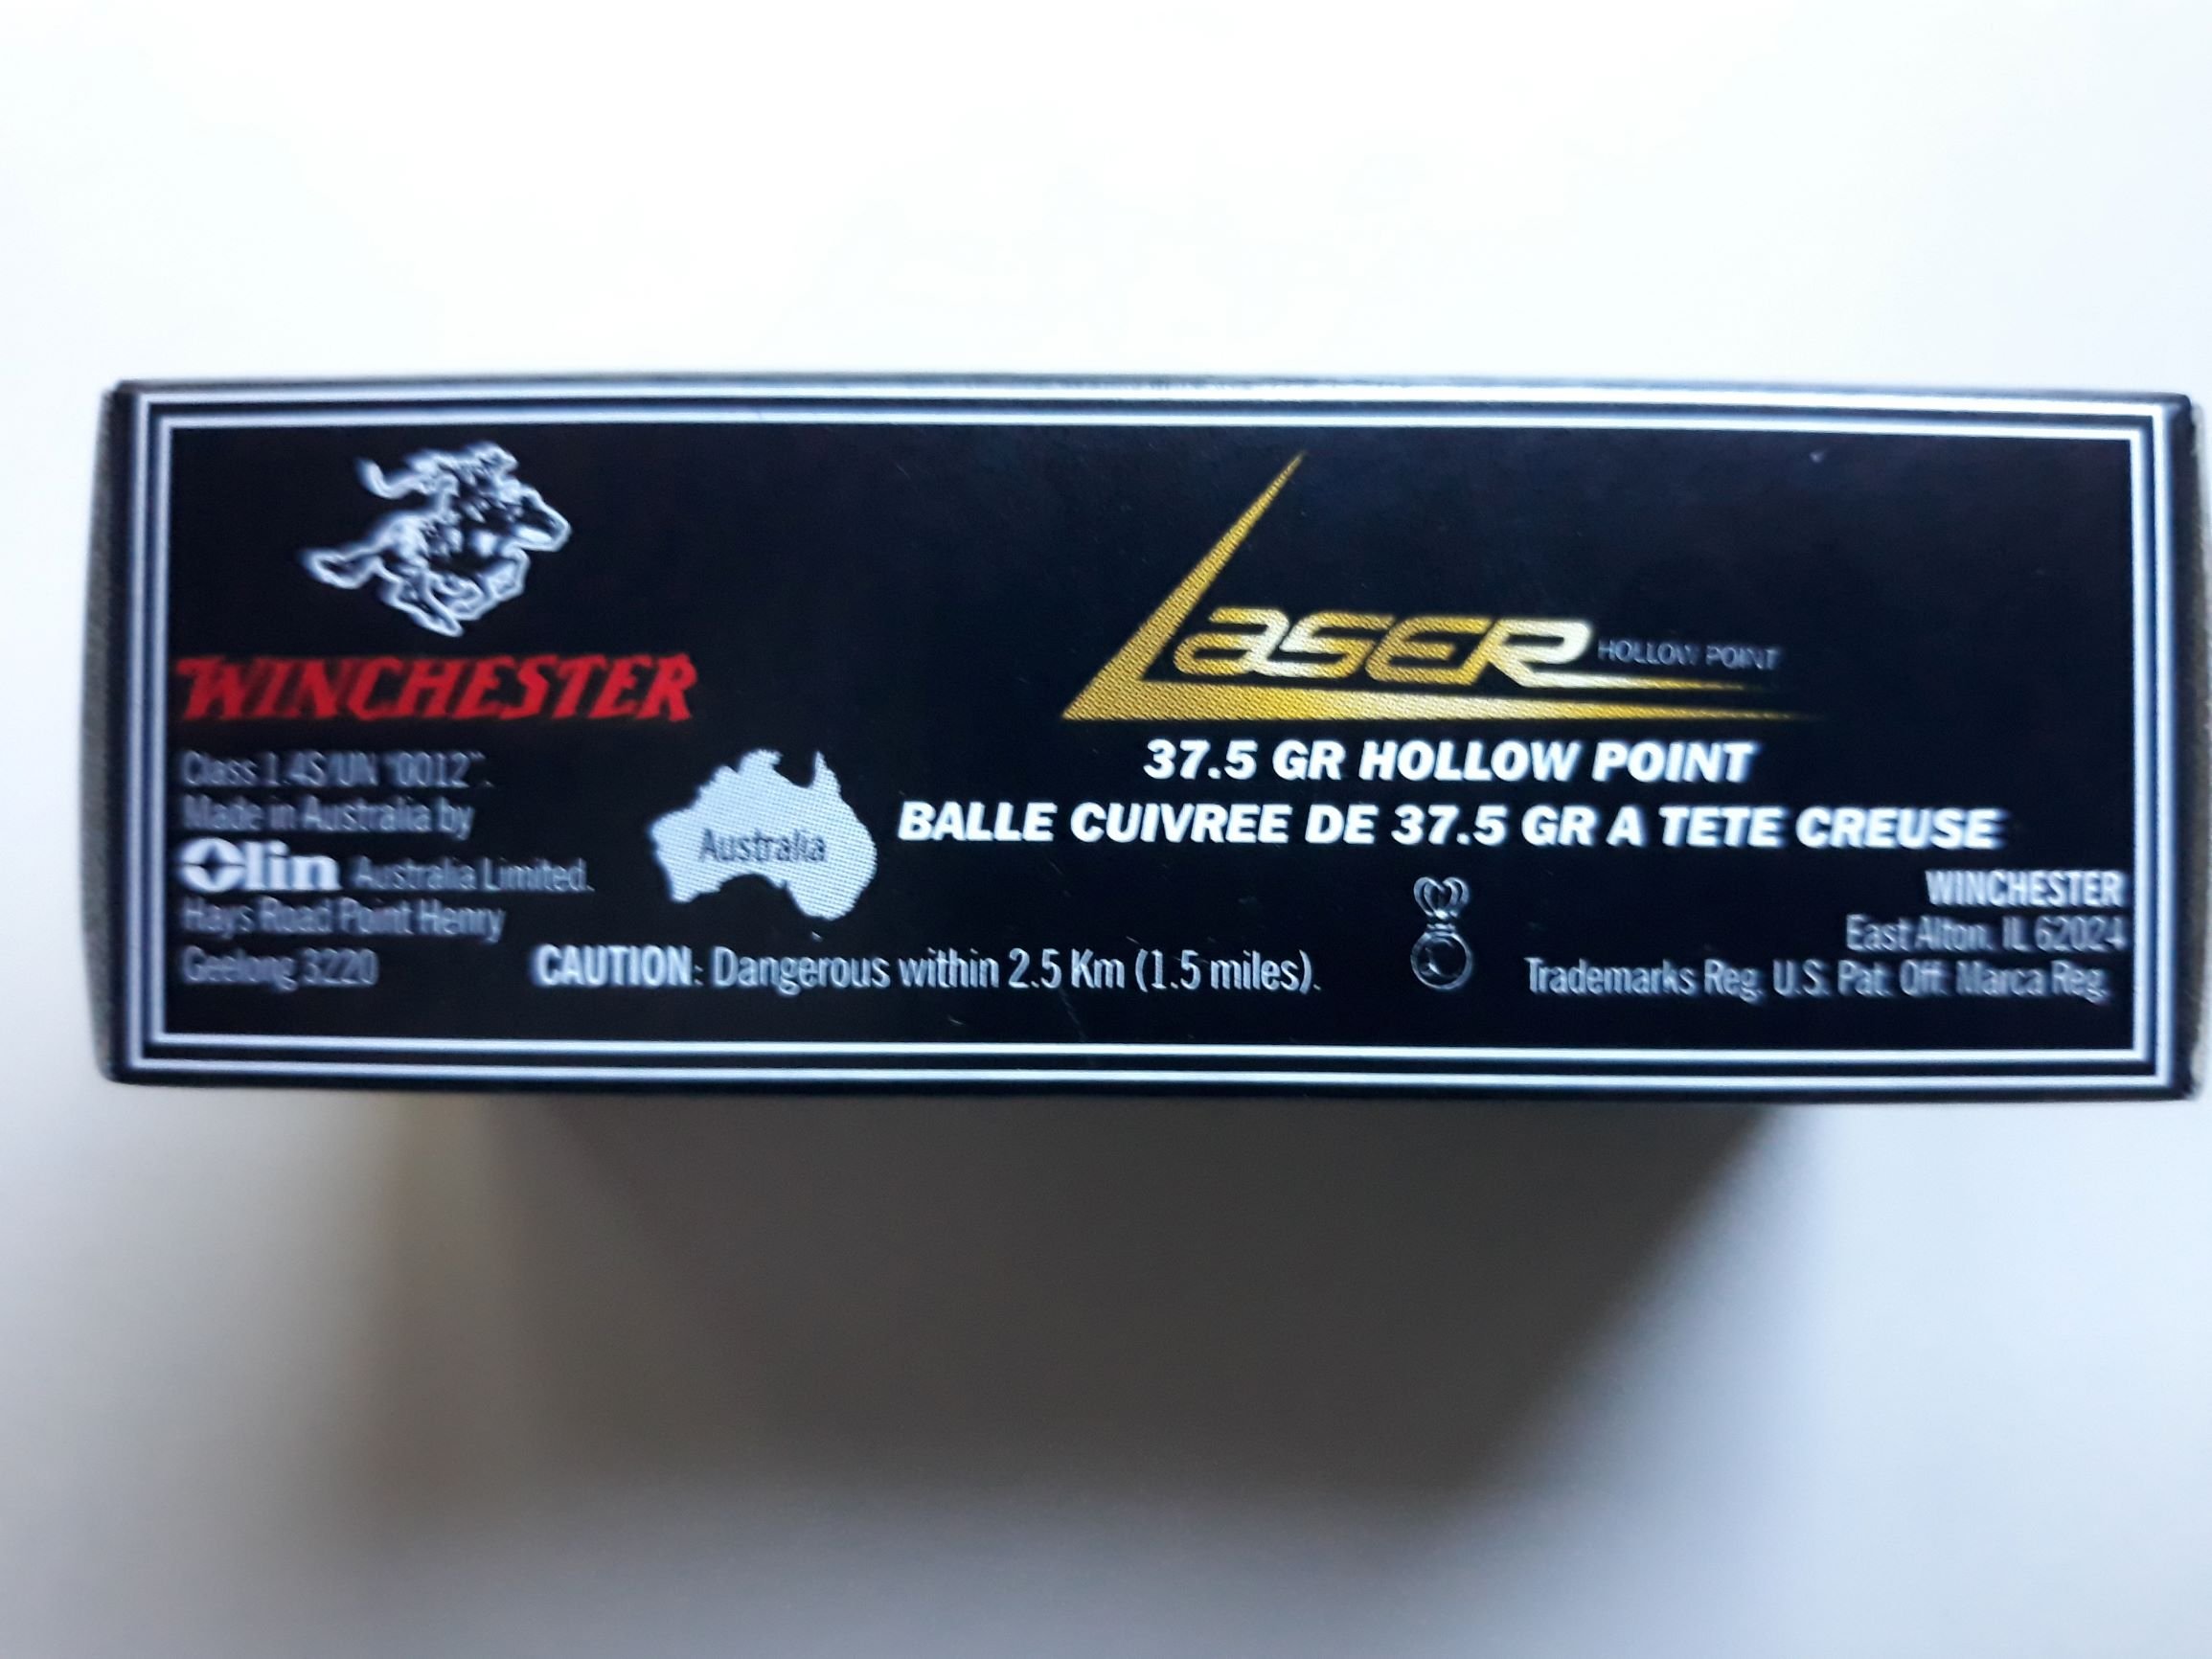 WINCHESTER
Class 1.4S/UN "0012".
Made in Australia by
Olin Australia Limited.
Hays Road Point Henry
Geelong 3220
Australia
CAUTION: Dangerous within 2.5 Km (1.5 miles).
LASER HOLLOW POINT
37.5 GR HOLLOW POINT
BALLE CUIVREE DE 37.5 GR A TETE CREUSE
WINCHESTER
East Alton, IL 62024
Trademarks Reg. U.S. Pat. Off. Marca Reg.